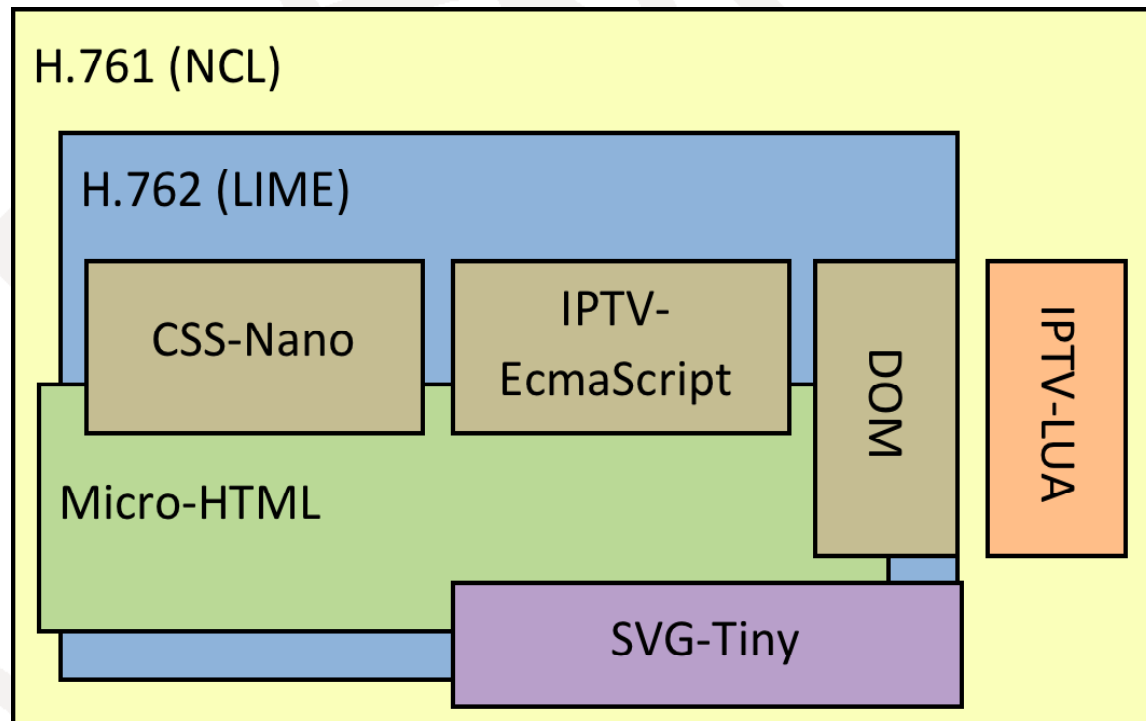 H.761 (NCL)
H.762 (LIME)
CSS-Nano
IPTV-
EcmaScript
DOM
IPTV-LUA
Micro-HTML
SVG-Tiny